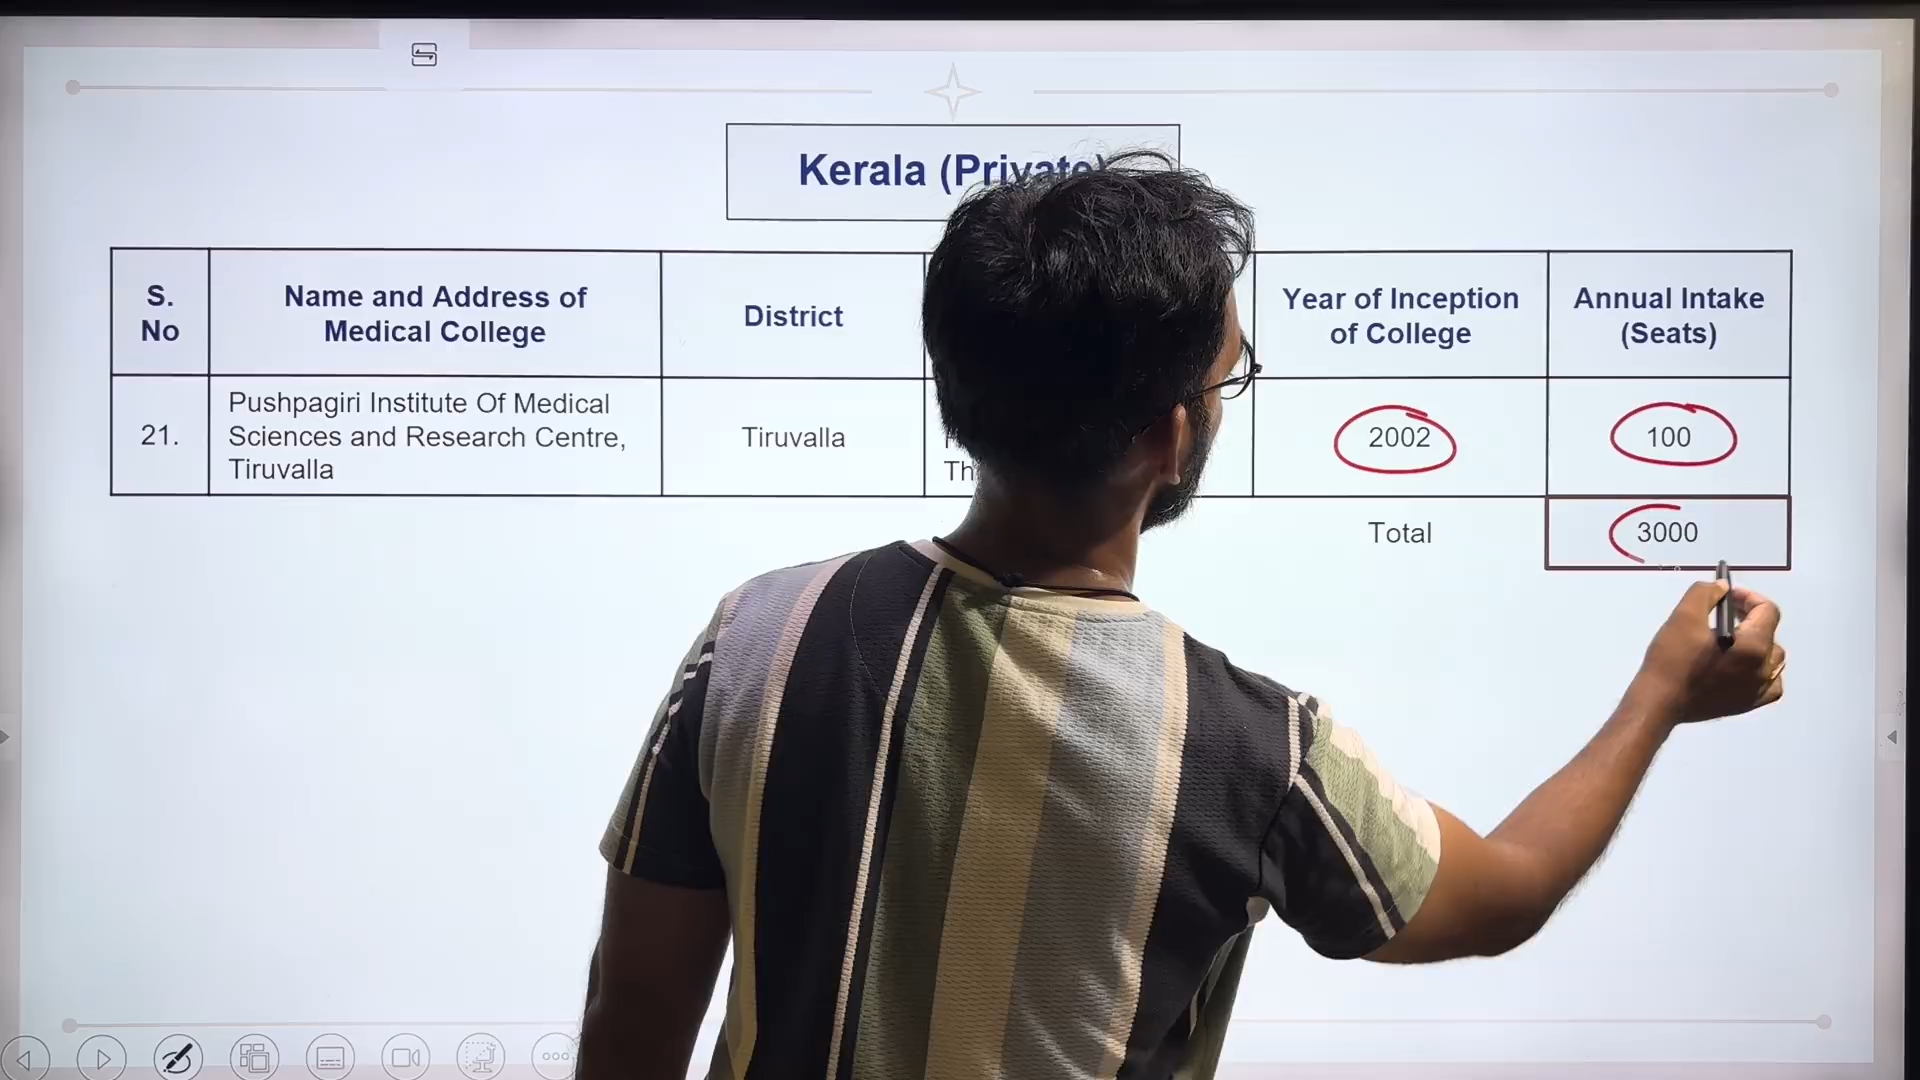 Kerala (Private)
S.
No
Name and Address of
Medical College
District
Year of Inception
of College
Annual Intake
(Seats)
21.
Pushpagiri Institute Of Medical
Sciences and Research Centre,
Tiruvalla
Tiruvalla
Th
2002
100
Total
3000